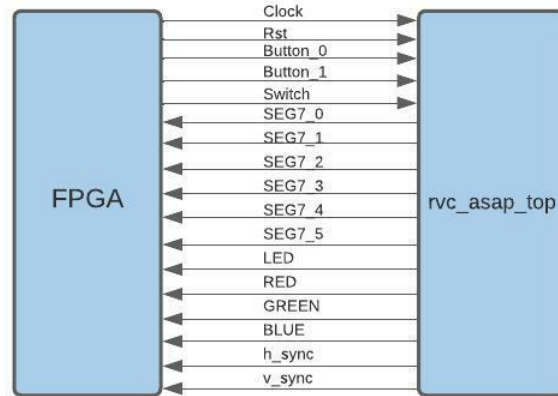 Clock
Rst
Button_0
Button_1
Switch
SEG7_0
SEG7_1
SEG7_2
SEG7_3
FPGA
rvc_asap_top
SEG7_4
SEG7_5
LED
RED
GREEN
BLUE
h_sync
v_sync